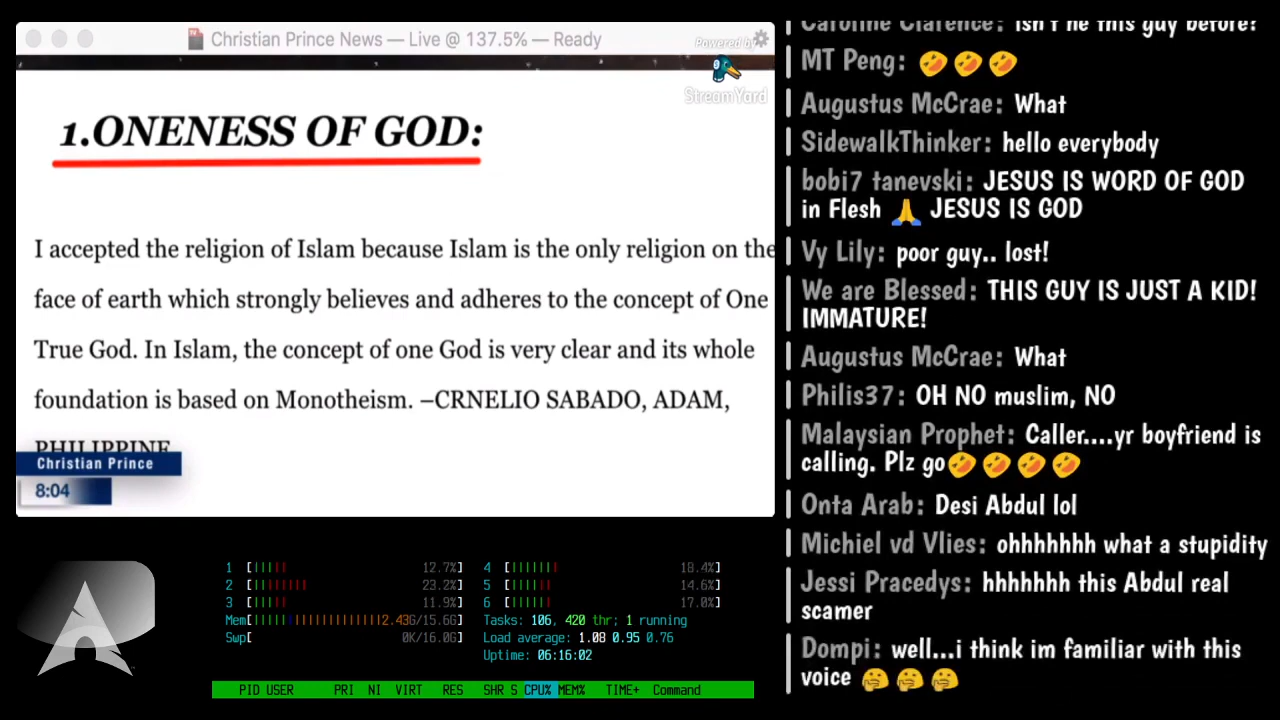 Christian Prince News — Live @ 137.5% — Ready
Powered by
StreamYard
1.ONENESS OF GOD:
I accepted the religion of Islam because Islam is the only religion on the
face of earth which strongly believes and adheres to the concept of One
True God. In Islam, the concept of one God is very clear and its whole
foundation is based on Monotheism. –CRNELIO SABADO, ADAM,
PHILIPPINE
Christian Prince
8:04
Caroline Clarence: isn't he this guy before?
MT Peng: 🤣🤣🤣
Augustus McCrae: What
SidewalkThinker: hello everybody
bobi7 tanevski: JESUS IS WORD OF GOD
in Flesh 🙏 JESUS IS GOD
Vy Lily: poor guy.. lost!
We are Blessed: THIS GUY IS JUST A KID!
IMMATURE!
Augustus McCrae: What
Philis37: OH NO muslim, NO
Malaysian Prophet: Caller....yr boyfriend is
calling. Plz go🤣🤣🤣🤣
Onta Arab: Desi Abdul lol
Michiel vd Vlies: ohhhhhhh what a stupidity
Jessi Pracedys: hhhhhhh this Abdul real
scamer
Dompi: well...i think im familiar with this
voice 🤔🤔🤔
1 [||||| 12.7%]
2 [||||||||| 23.2%]
3 [||||| 11.9%]
Mem[||||||||||||||||||||||2.43G/15.6G]
Swp[ 0K/16.0G]
4 [||||||| 18.4%]
5 [|||||| 14.6%]
6 [|||||| 17.0%]
Tasks: 106, 420 thr; 1 running
Load average: 1.08 0.95 0.76
Uptime: 06:16:02
PID USER PRI NI VIRT RES SHR S CPU% MEM% TIME+ Command